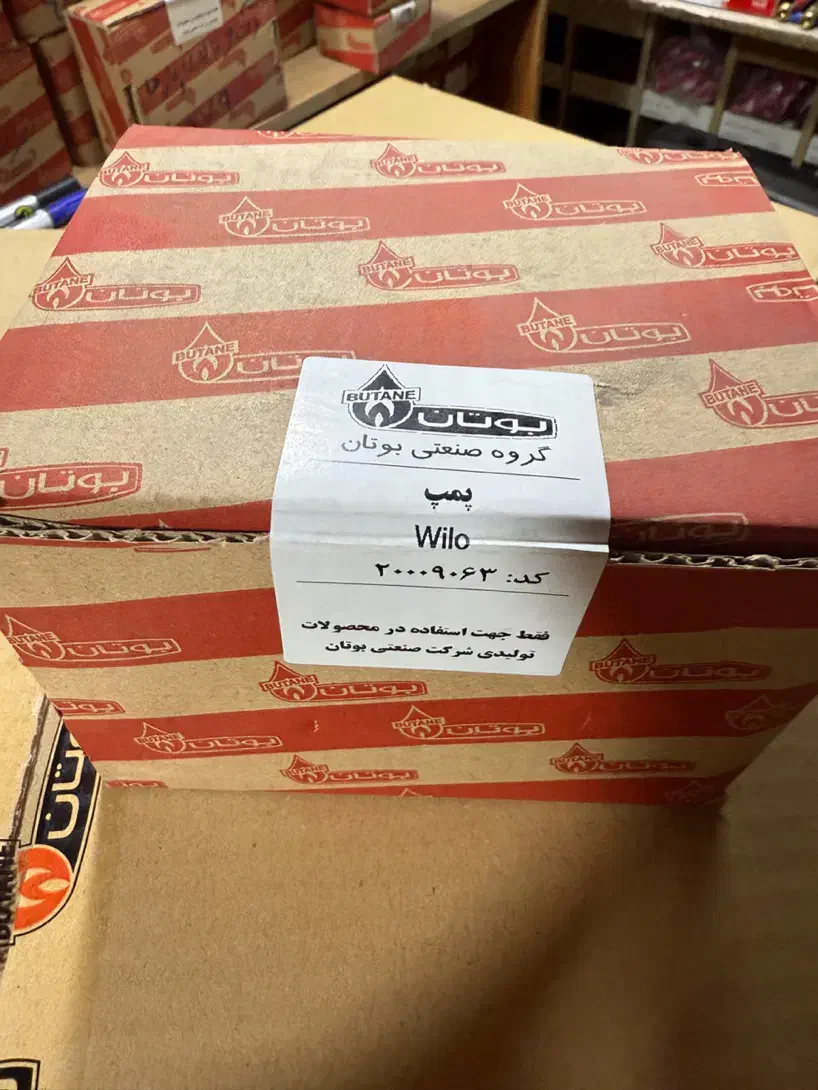 BUTANE بوتان
گروه صنعتی بوتان
پمپ
Wilo
کد: ۲۰۰۰۹۰۶۳
فقط جهت استفاده در محصولات
تولیدی شرکت صنعتی بوتان